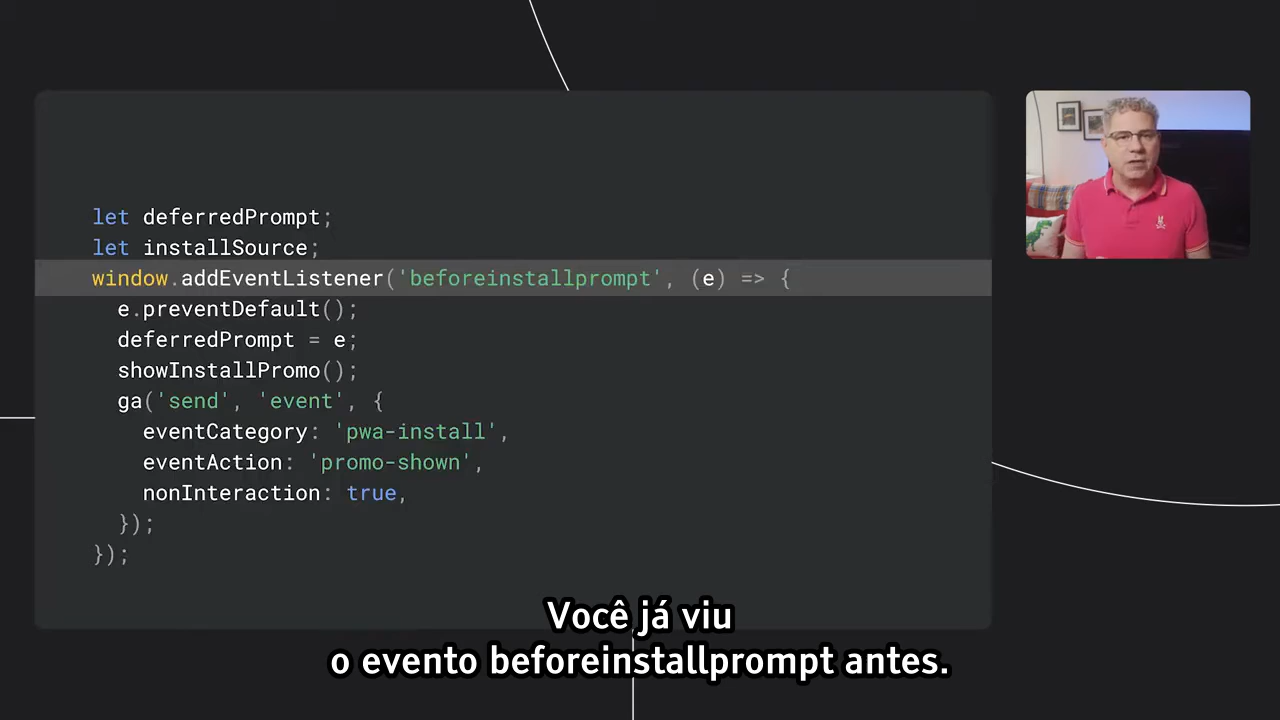 let deferredPrompt;
let installSource;
window.addEventListener('beforeinstallprompt', (e) => {
  e.preventDefault();
  deferredPrompt = e;
  showInstallPromo();
  ga('send', 'event', {
    eventCategory: 'pwa-install',
    eventAction: 'promo-shown',
    nonInteraction: true,
  });
});
Você já viu
o evento beforeinstallprompt antes.